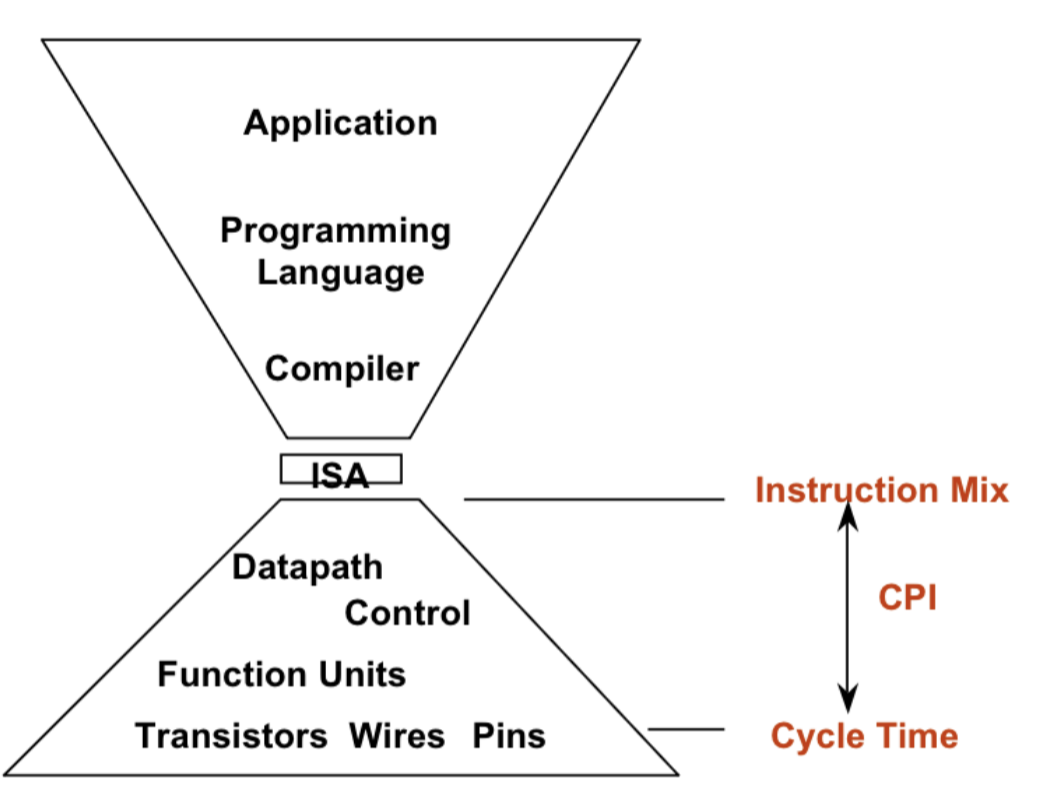 Application
Programming
Language
Compiler
ISA
Instruction Mix
Datapath
CPI
Control
Function Units
Transistors Wires Pins
Cycle Time